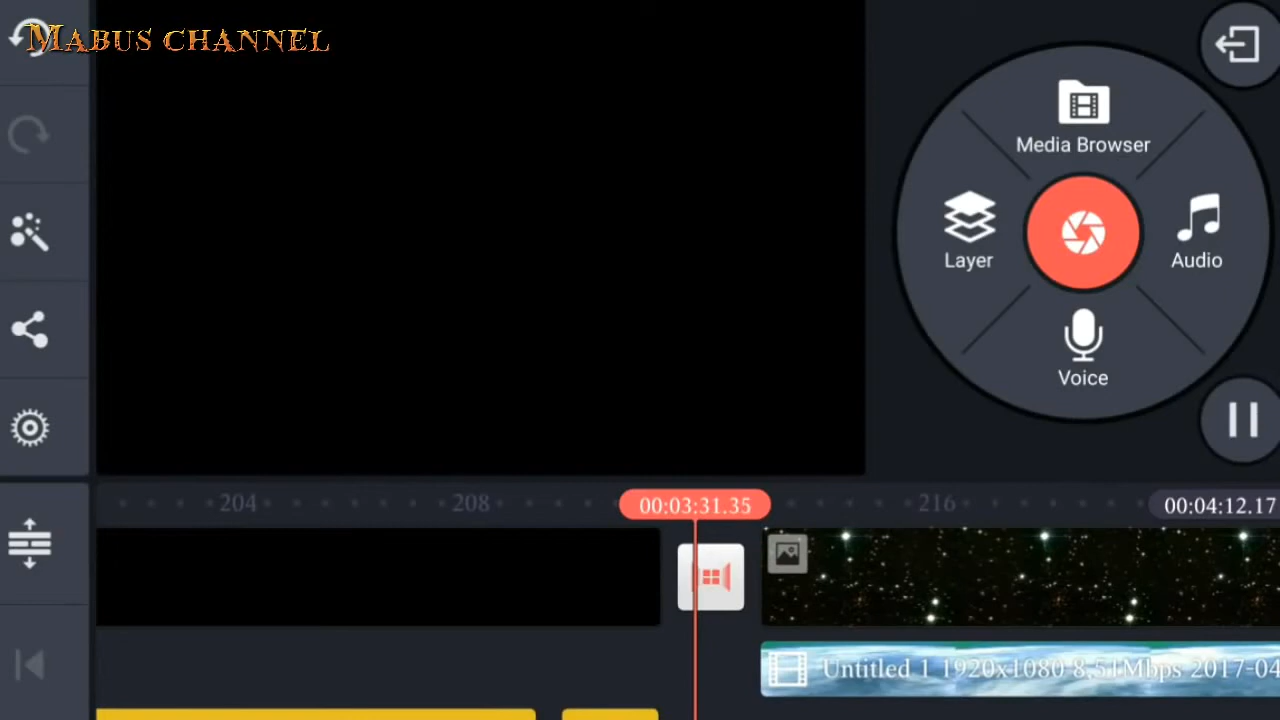 MABUS CHANNEL
Media Browser
Layer
Audio
Voice
204
208
00:03:31.35
216
00:04:12.17
Untitled 1 1920x1080 8,51Mbps 2017-04